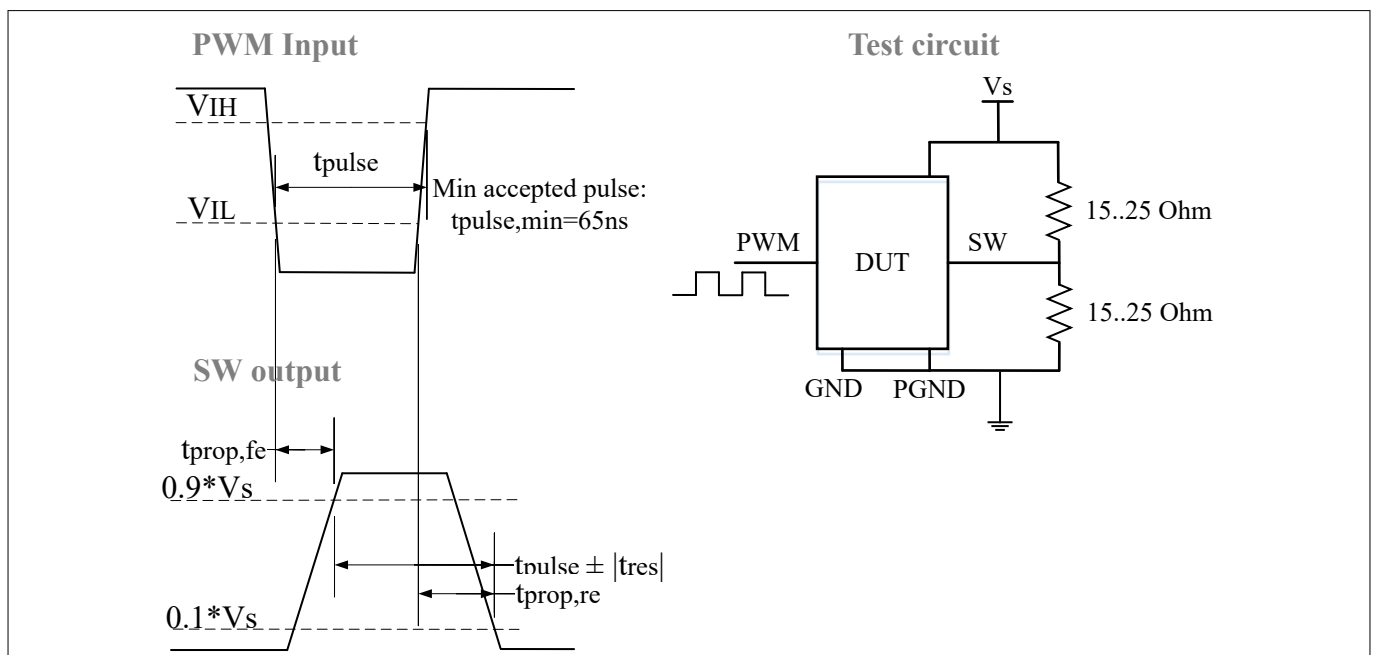 PWM Input
VIH
tpulse
VIL
Min accepted pulse:
tpulse,min=65ns
SW output
tprop,fe
0.9*Vs
tpulse ± |tres|
tprop,re
0.1*Vs
Test circuit
Vs
15..25 Ohm
PWM
DUT
SW
15..25 Ohm
GND
PGND